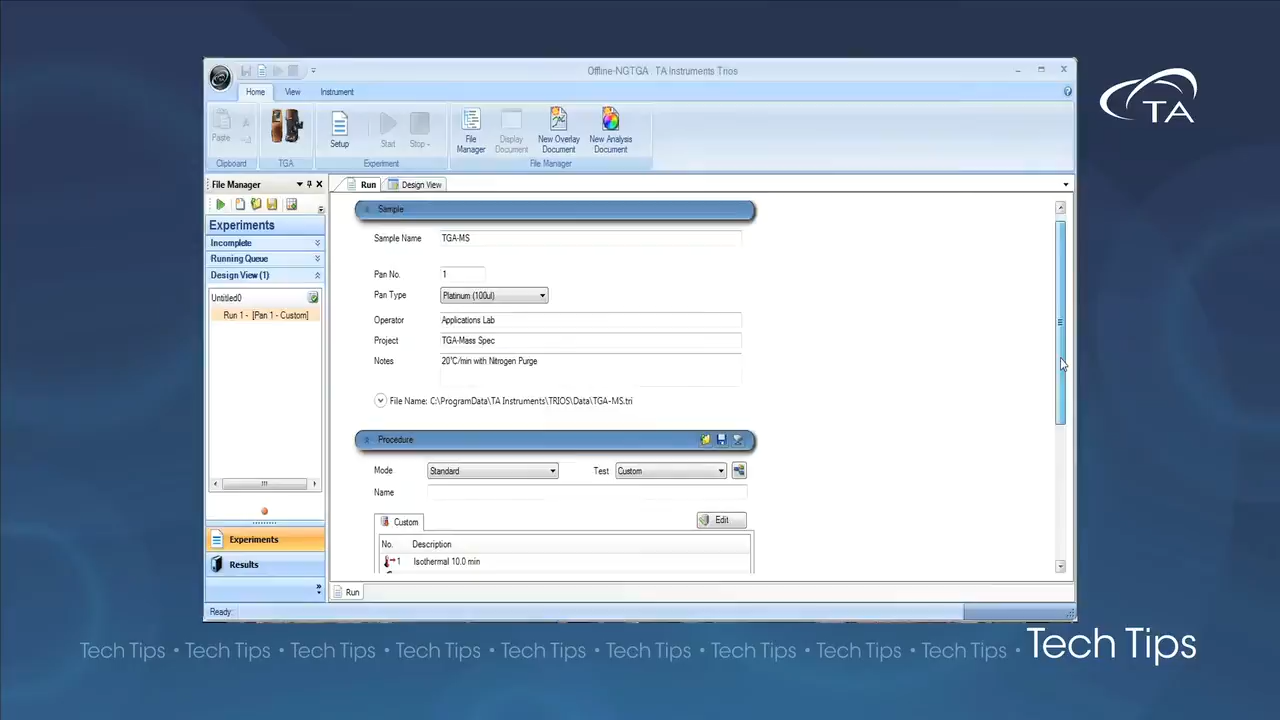 Offline-NGTGA TA Instruments Trios
Home View Instrument
Paste
Setup
Start
Stop
File Manager
Display Document
New Overlay Document
New Analysis Document
Clipboard TGA Experiment File Manager
File Manager
Run
Design View
Experiments
Incomplete
Running Queue
Design View (1)
Untitled0
Run 1 - [Pan 1 - Custom]
Experiments
Results
Sample
Sample Name TGA-MS
Pan No. 1
Pan Type Platinum (100ul)
Operator Applications Lab
Project TGA-Mass Spec
Notes 20°C/min with Nitrogen Purge
File Name: C:\ProgramData\TA Instruments\TRIOS\Data\TGA-MS.tri
Procedure
Mode Standard Test Custom
Name
Custom Edit
No. Description
1 Isothermal 10.0 min
Run
Ready
TA
Tech Tips • Tech Tips • Tech Tips • Tech Tips • Tech Tips • Tech Tips • Tech Tips • Tech Tips • Tech Tips • Tech Tips